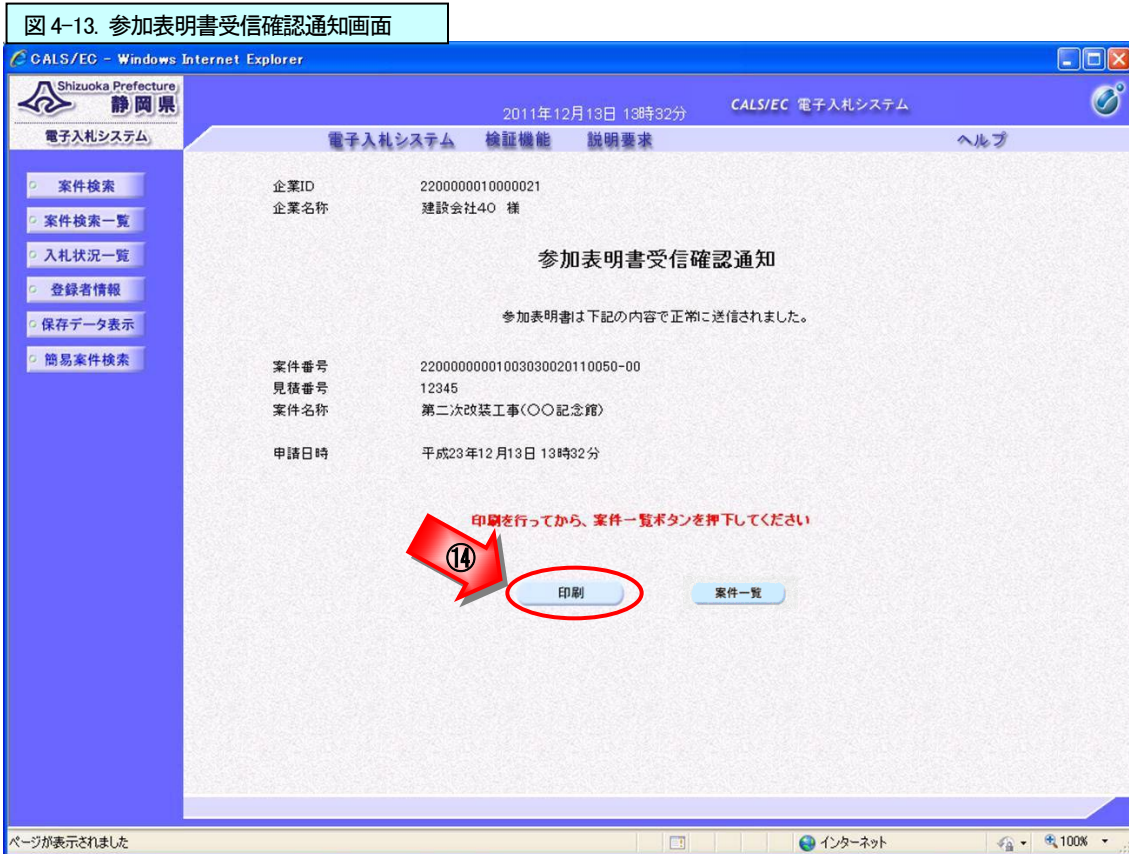 図 4-13. 参加表明書受信確認通知画面
CALS/EC - Windows Internet Explorer
Shizuoka Prefecture
静岡県
電子入札システム
2011年12月13日 13時32分
CALS/EC 電子入札システム
電子入札システム 検証機能 説明要求 ヘルプ
案件検索
案件検索一覧
入札状況一覧
登録者情報
保存データ表示
簡易案件検索
企業ID 2200000010000021
企業名称 建設会社40 様
参加表明書受信確認通知
参加表明書は下記の内容で正常に送信されました。
案件番号 22000000001003030020110050-00
見積番号 12345
案件名称 第二次改装工事(○○記念館)
申請日時 平成23年12月13日 13時32分
印刷を行ってから、案件一覧ボタンを押下してください
⑭
印刷 案件一覧
ページが表示されました インターネット 100%